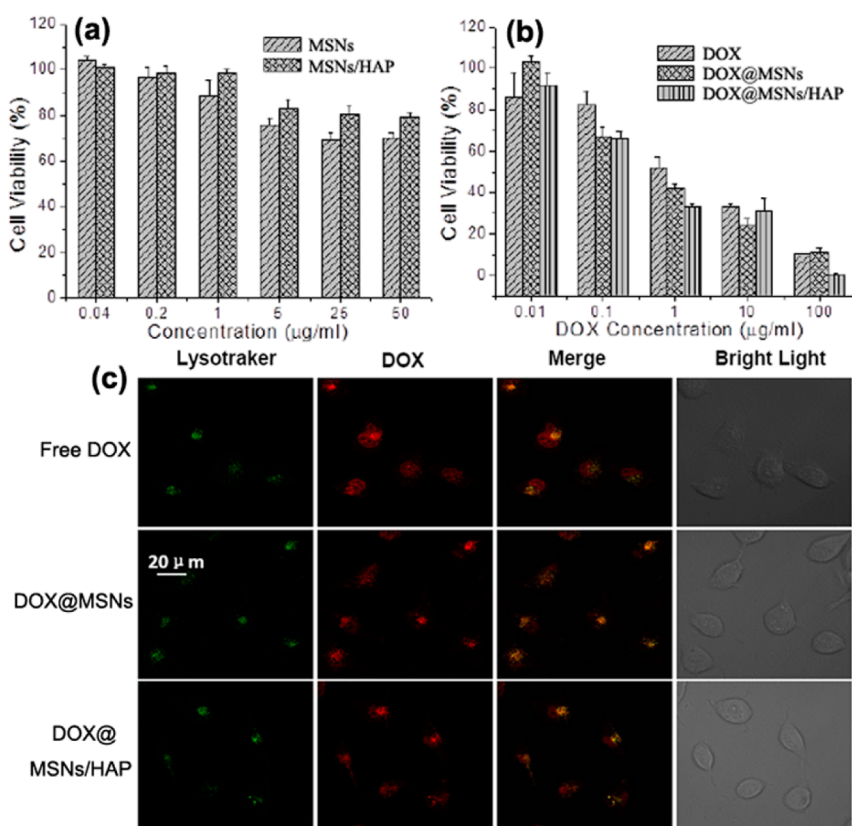 (a)
MSNs
MSNs/HAP
Cell Viability (%)
120
100
80
60
40
20
0
0.04 0.2 1 5 25 50
Concentration (μg/ml)
(b)
DOX
DOX@MSNs
DOX@MSNs/HAP
Cell Viability (%)
120
100
80
60
40
20
0
0.01 0.1 1 10 100
DOX Concentration (μg/ml)
(c)
Lysotraker DOX Merge Bright Light
Free DOX
20 μm
DOX@MSNs
DOX@
MSNs/HAP